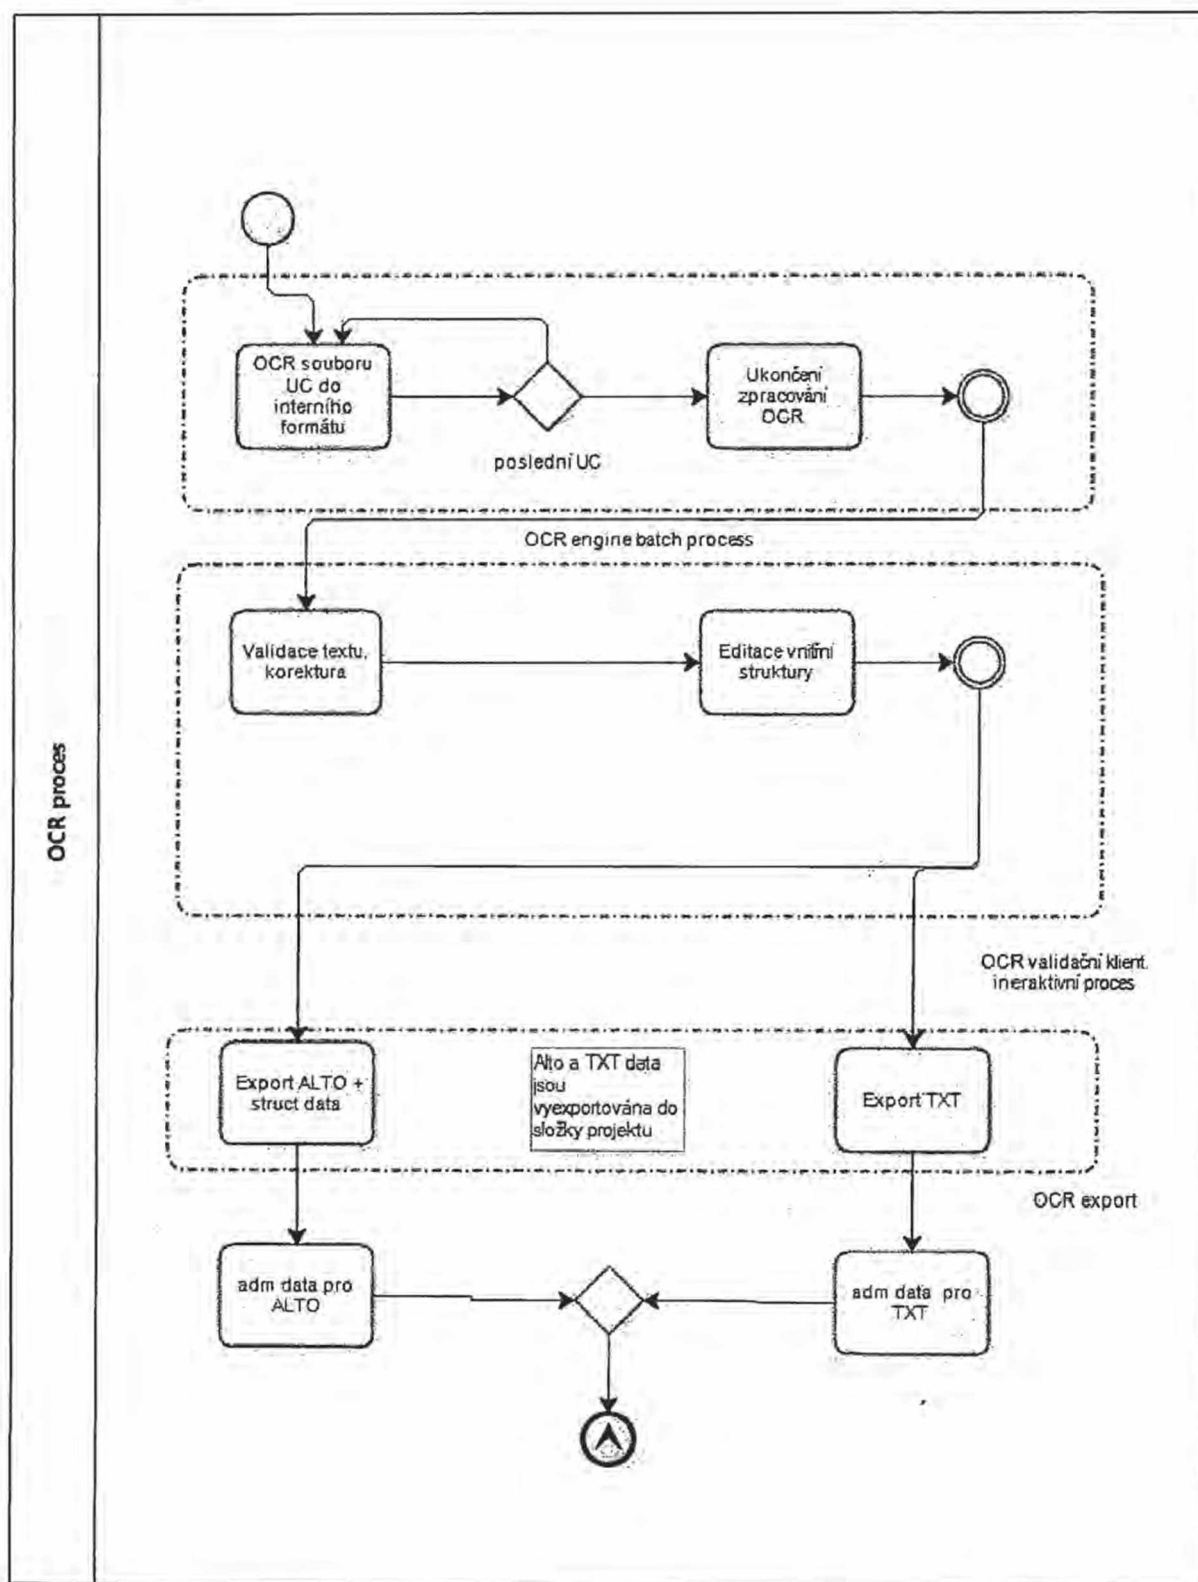 OCR proces
OCR souboru
UC do
interního
formátu
poslední UC
Ukončení
zpracování
OCR
OCR engine batch process
Validace textu,
korektura
Editace vnitřní
struktury
OCR validační klient.
ineraktivní proces
Export ALTO +
struct data
Alto a TXT data
jsou
vyexportována do
složky projektu
Export TXT
OCR export
adm data pro
ALTO
adm data pro
TXT